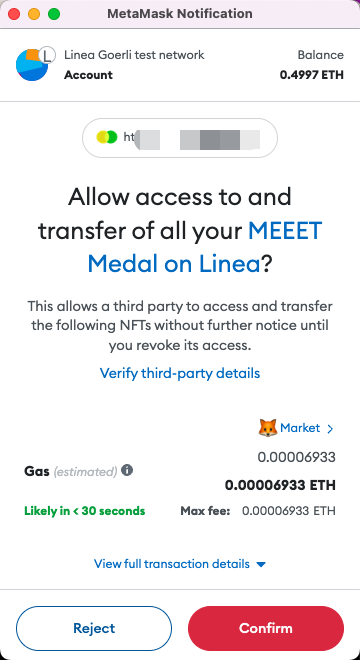 MetaMask Notification
Linea Goerli test network
Balance
L
Account
0.4997 ETH
ht
Allow access to and
transfer of all your MEEET
Medal on Linea?
This allows a third party to access and transfer
the following NFTs without further notice until
you revoke its access.
Verify third-party details
Market >
0.00006933
Gas (estimated)
0.00006933 ETH
Likely in < 30 seconds
Max fee: 0.00006933 ETH
View full transaction details
Reject
Confirm